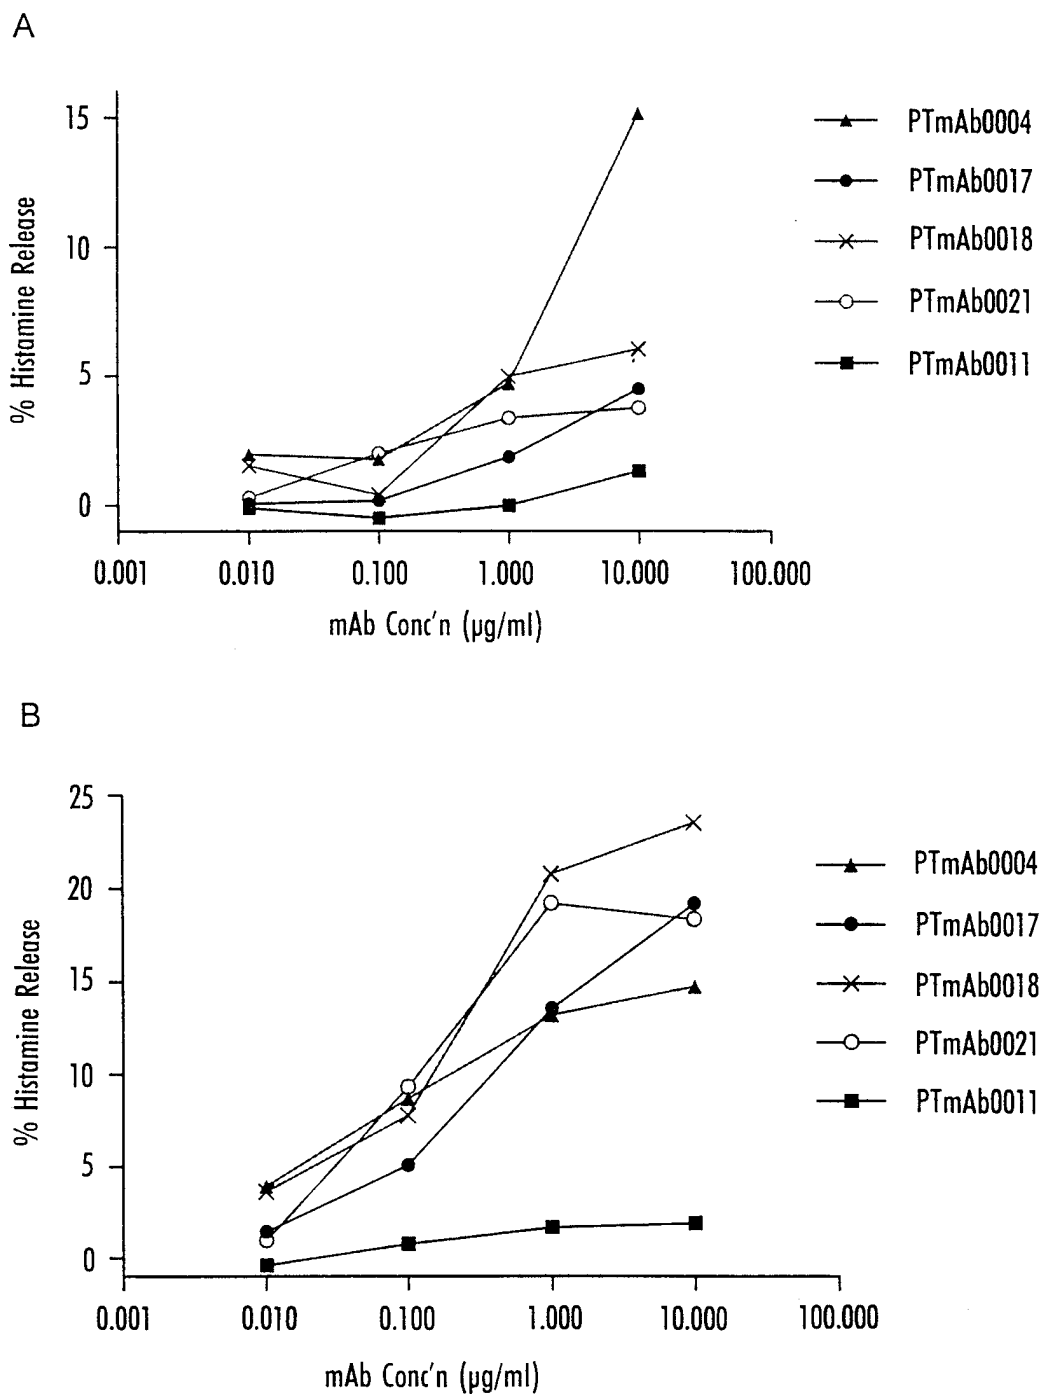 A
% Histamine Release
15
10
5
0
0.001 0.010 0.100 1.000 10.000 100.000
mAb Conc'n (µg/ml)
PTmAb0004
PTmAb0017
PTmAb0018
PTmAb0021
PTmAb0011
B
% Histamine Release
25
20
15
10
5
0
0.001 0.010 0.100 1.000 10.000 100.000
mAb Conc'n (µg/ml)
PTmAb0004
PTmAb0017
PTmAb0018
PTmAb0021
PTmAb0011